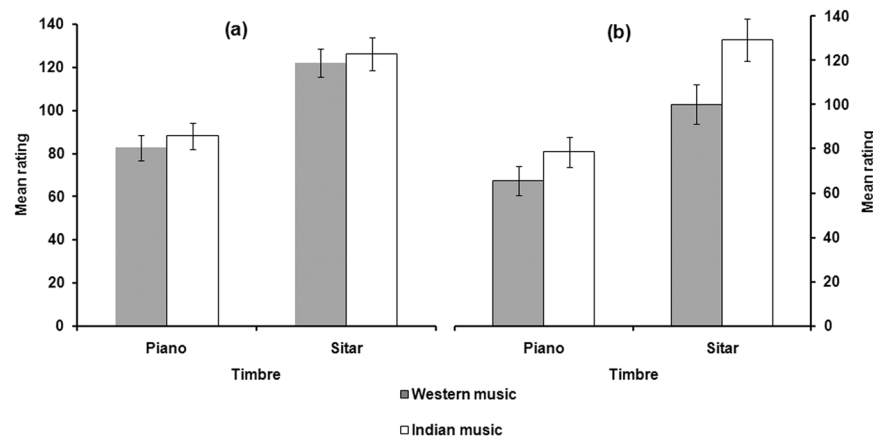 (a)
Mean rating
140
120
100
80
60
40
20
0
Piano
Sitar
Timbre
(b)
140
120
100
80
60
40
20
0
Mean rating
Piano
Sitar
Timbre
Western music
Indian music